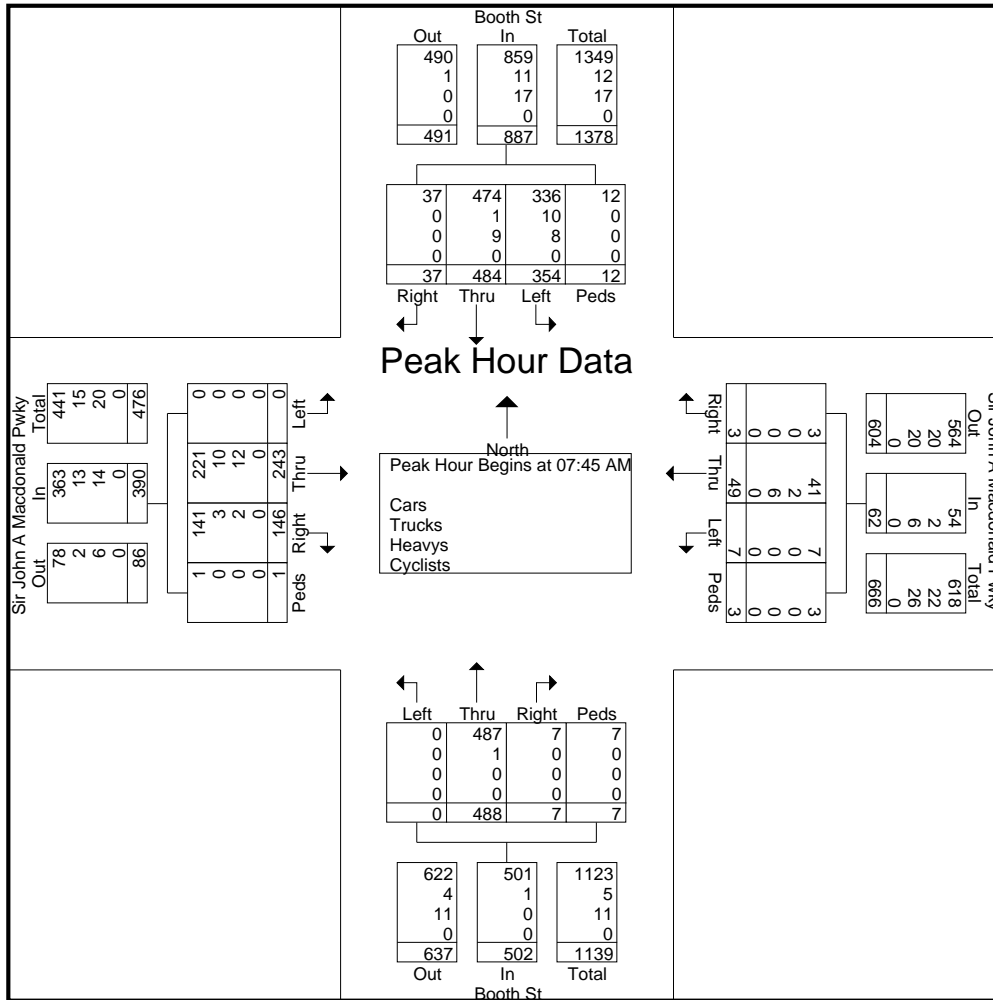 Booth St
Out In Total
490 859 1349
1 11 12
0 17 17
0 0 0
491 887 1378
37 474 336 12
0 1 10 0
0 9 8 0
0 0 0 0
37 484 354 12
Right Thru Left Peds
Peak Hour Data
North
Peak Hour Begins at 07:45 AM
Cars
Trucks
Heavys
Cyclists
Sir John A Macdonald Pwky
Total
441 15 20 0 476
In
363 13 14 0 390
Out
78 2 6 0 86
Left
0 0 0 0 0
Thru
221 10 12 0 243
Right
141 3 2 0 146
Peds
1 0 0 0 1
Right
3 0 0 0 3
Thru
41 2 6 0 49
Left
7 0 0 0 7
Peds
3 0 0 0 3
Sir John A Macdonald Pwky
Out
564 20 20 0 604
In
54 2 6 0 62
Total
618 22 26 0 666
Left Thru Right Peds
0 487 7 7
0 1 0 0
0 0 0 0
0 0 0 0
0 488 7 7
622 501 1123
4 1 5
11 0 11
0 0 0
637 502 1139
Out In Total
Booth St